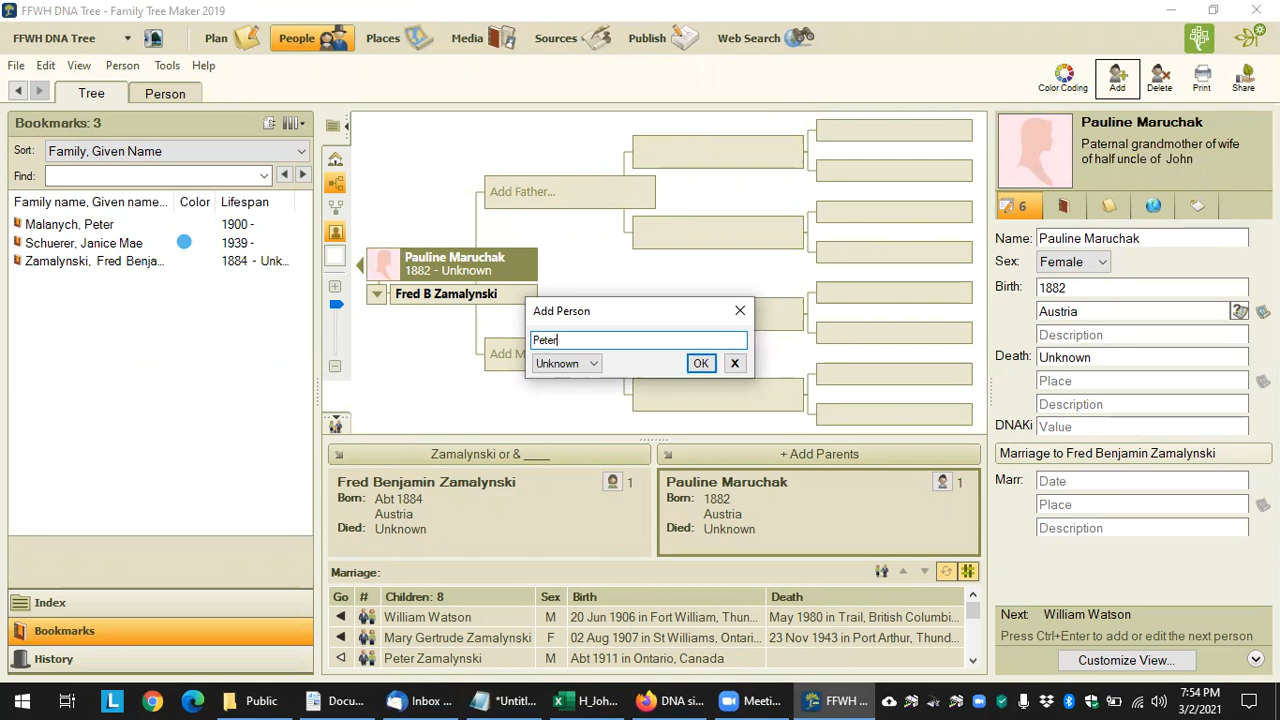 FFWH DNA Tree - Family Tree Maker 2019
FFWH DNA Tree
Plan
People
Places
Media
Sources
Publish
Web Search
File Edit View Person Tools Help
Color Coding
Add
Delete
Print
Share
Tree
Person
Bookmarks: 3
Sort: Family, Given Name
Find:
Family name, Given name... Color Lifespan
Malanych, Peter 1900 -
Schuerer, Janice Mae 1939 -
Zamalynski, Fred Benja... 1884 - Unk...
Index
Bookmarks
History
Add Father...
Pauline Maruchak
1882 - Unknown
Fred B Zamalynski
Add M
Add Person
Peter
Unknown
OK
X
Zamalynski or & ____
+ Add Parents
Fred Benjamin Zamalynski 1
Born: Abt 1884
Austria
Died: Unknown
Pauline Maruchak 1
Born: 1882
Austria
Died: Unknown
Marriage:
Go # Children: 8 Sex Birth Death
William Watson M 20 Jun 1906 in Fort William, Thun... May 1980 in Trail, British Columbi...
Mary Gertrude Zamalynski F 02 Aug 1907 in St Williams, Ontari... 23 Nov 1943 in Port Arthur, Thund...
Peter Zamalynski M Abt 1911 in Ontario, Canada
Pauline Maruchak
Paternal grandmother of wife
of half uncle of John
6
Name: Pauline Maruchak
Sex: Female
Birth: 1882
Austria
Description
Death: Unknown
Place
Description
DNAKi Value
Marriage to Fred Benjamin Zamalynski
Marr: Date
Place
Description
Next: William Watson
Press Ctrl+Enter to add or edit the next person
Customize View...
L
Public
Docum...
Inbox ...
*Untitl...
H_Joh...
DNA si...
Meeti...
FFWH ...
7:54 PM
3/2/2021